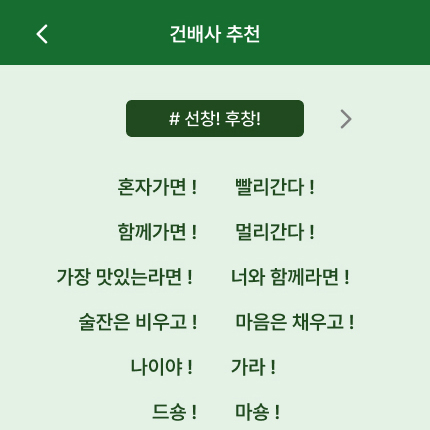 건배사 추천
# 선창! 후창!
혼자가면 ! 빨리간다 !
함께가면 ! 멀리간다 !
가장 맛있는라면 ! 너와 함께라면 !
술잔은 비우고 ! 마음은 채우고 !
나이야 ! 가라 !
드숑 ! 마숑 !